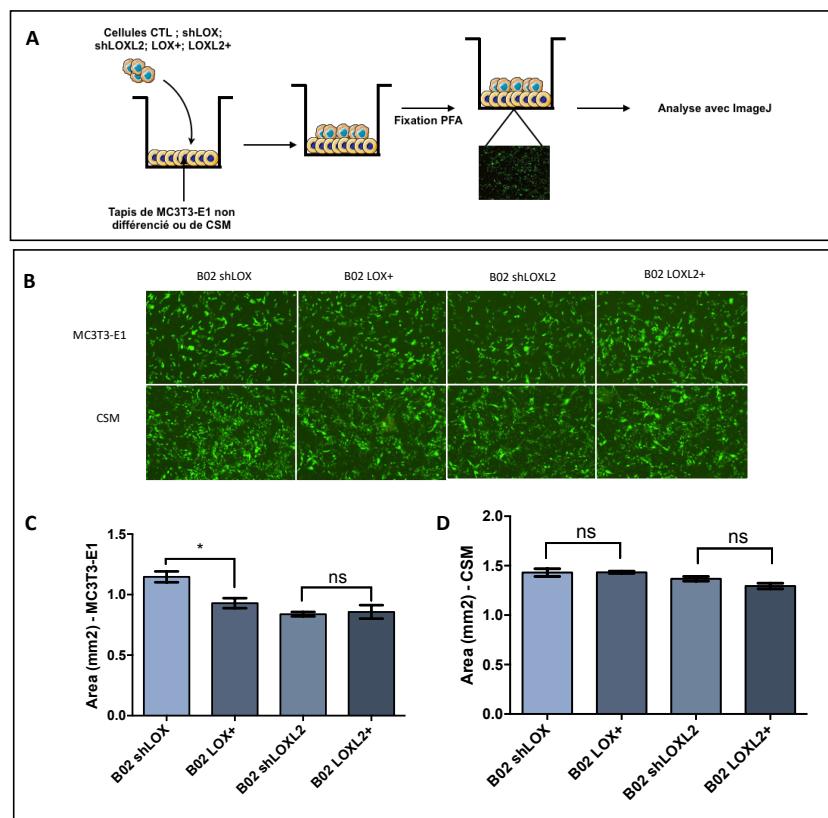 A
Cellules CTL ; shLOX;
shLOXL2; LOX+; LOXL2+
Fixation PFA
Analyse avec ImageJ
Tapis de MC3T3-E1 non
différencié ou de CSM
B
B02 shLOX
B02 LOX+
B02 shLOXL2
B02 LOXL2+
MC3T3-E1
CSM
C
Area (mm2) - MC3T3-E1
1.5
1.0
0.5
0.0
*
ns
B02 shLOX
B02 LOX+
B02 shLOXL2
B02 LOXL2+
D
Area (mm2) - CSM
2.0
1.5
1.0
0.5
0.0
ns
ns
B02 shLOX
B02 LOX+
B02 shLOXL2
B02 LOXL2+